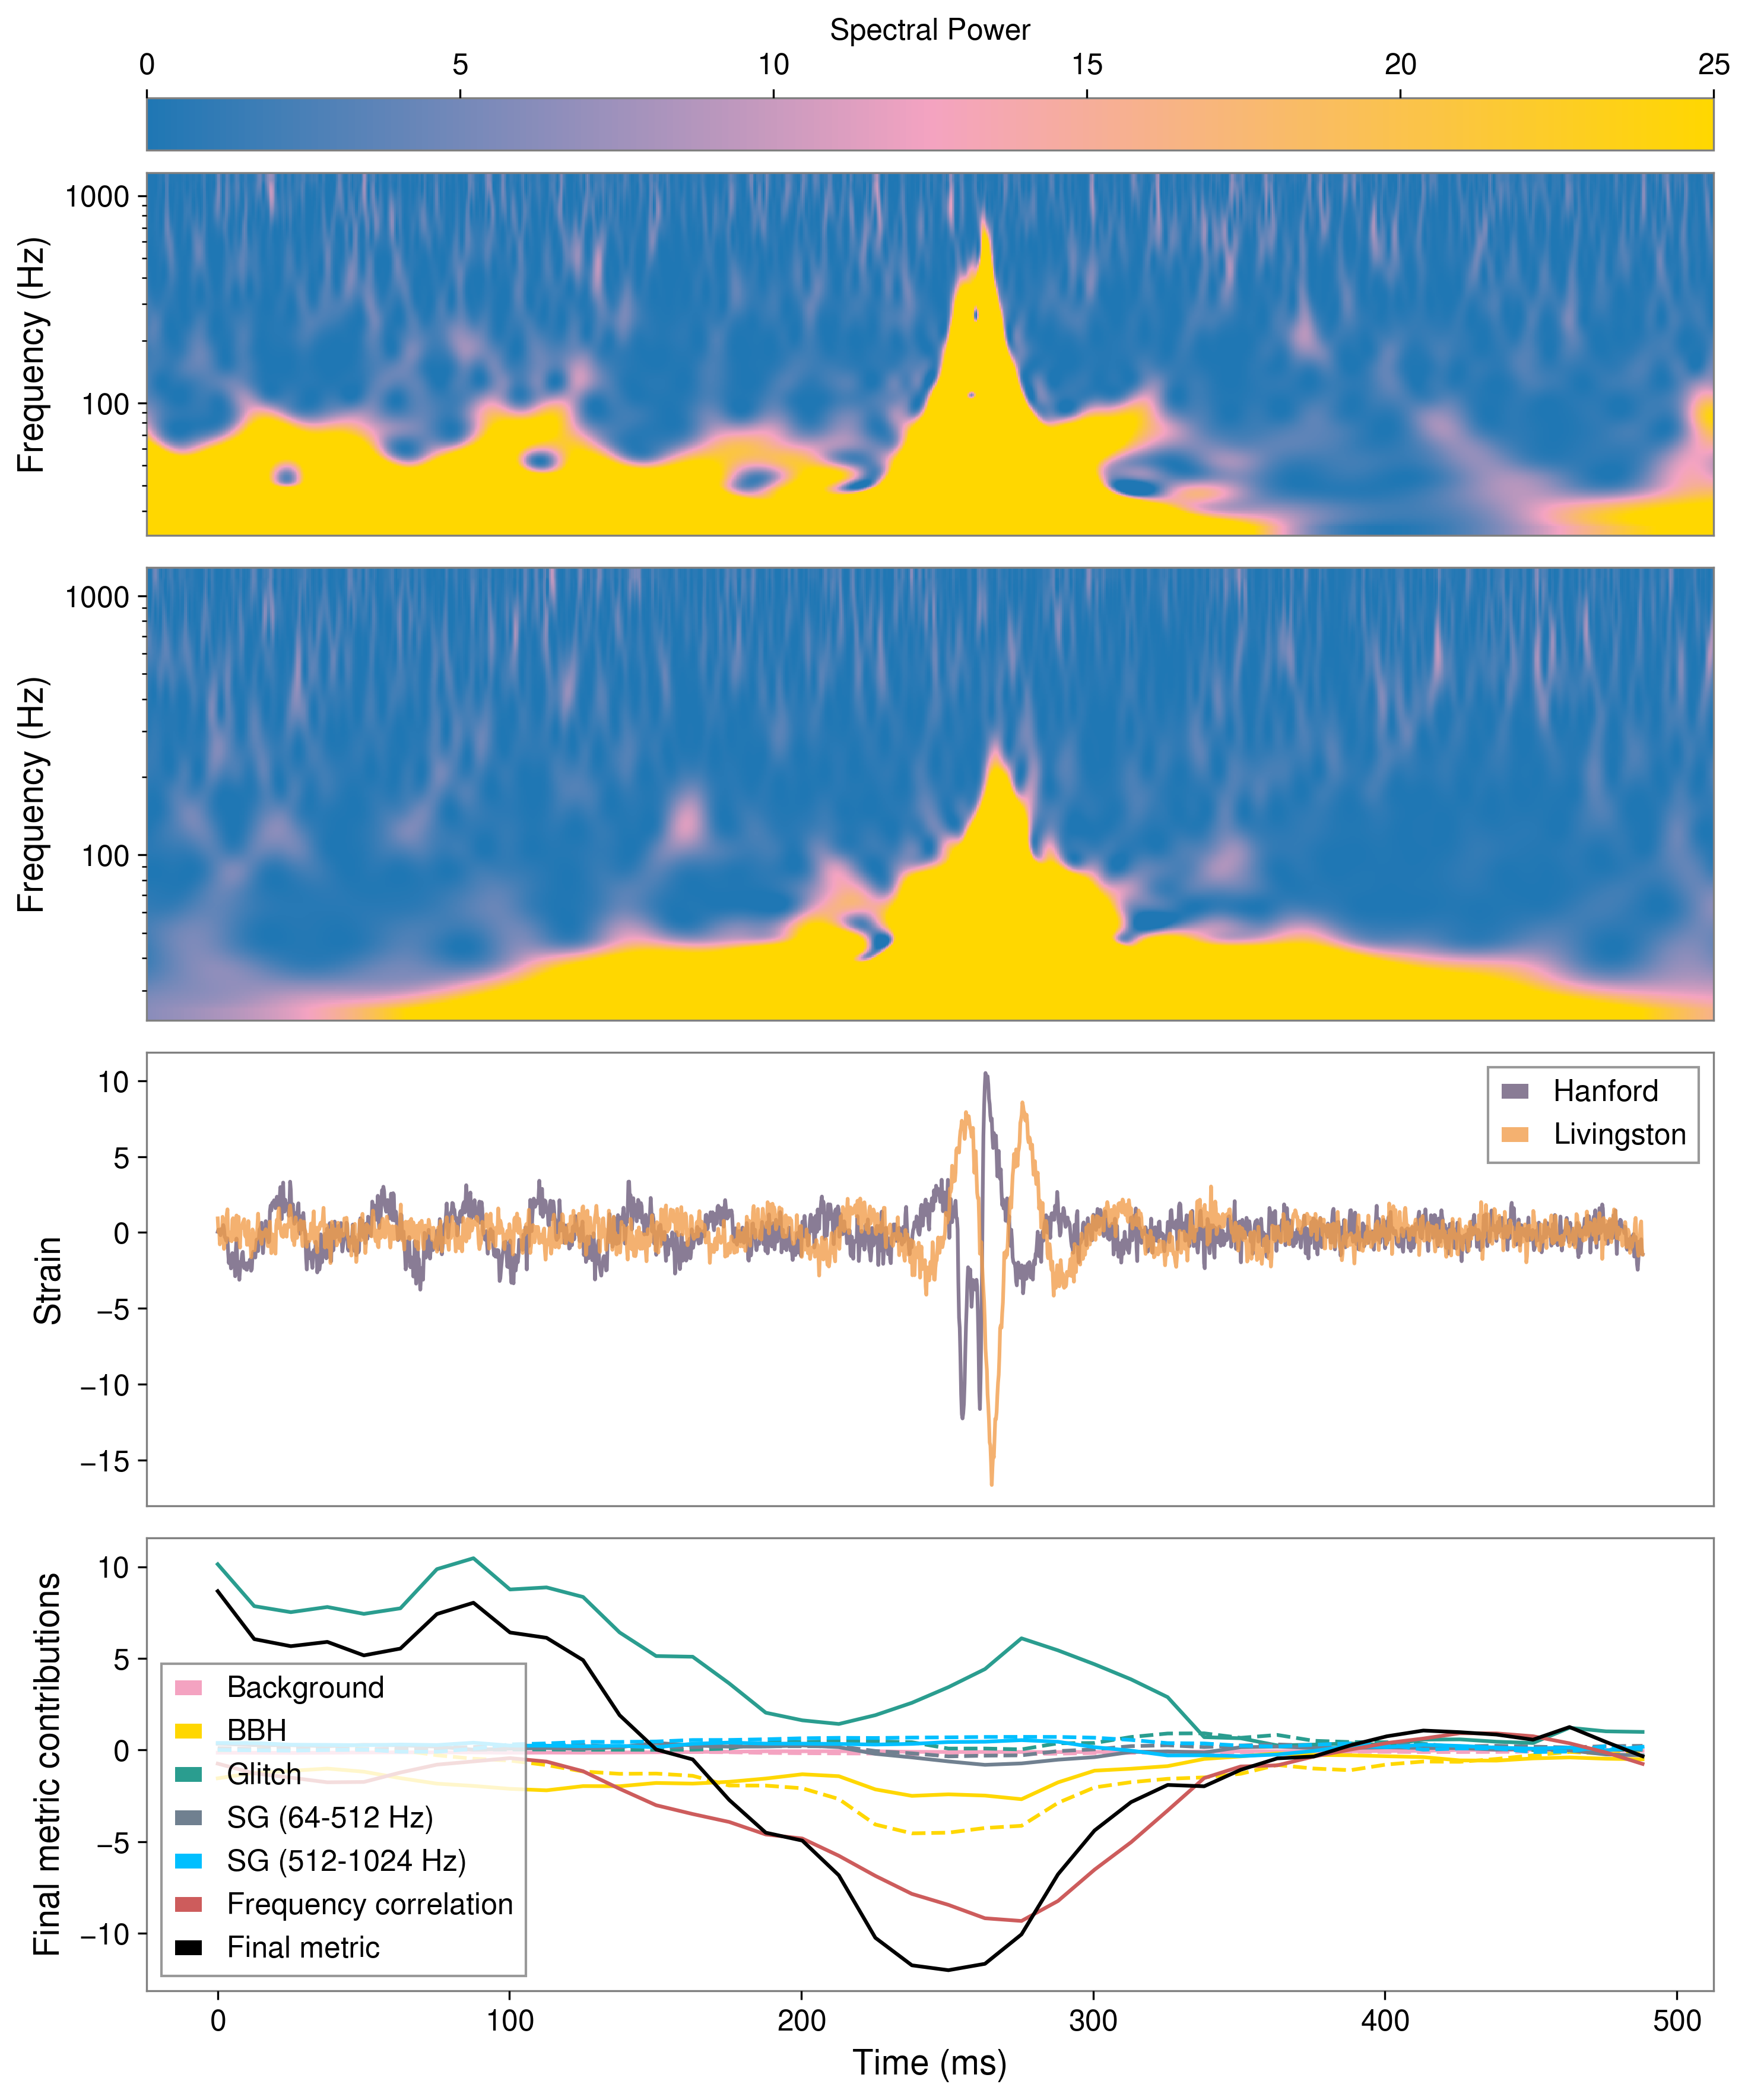 Spectral Power
0 5 10 15 20 25
Frequency (Hz)
1000
100
Frequency (Hz)
1000
100
Strain
10
5
0
−5
−10
−15
Hanford
Livingston
Final metric contributions
10
5
0
−5
−10
Background
BBH
Glitch
SG (64-512 Hz)
SG (512-1024 Hz)
Frequency correlation
Final metric
0 100 200 300 400 500
Time (ms)